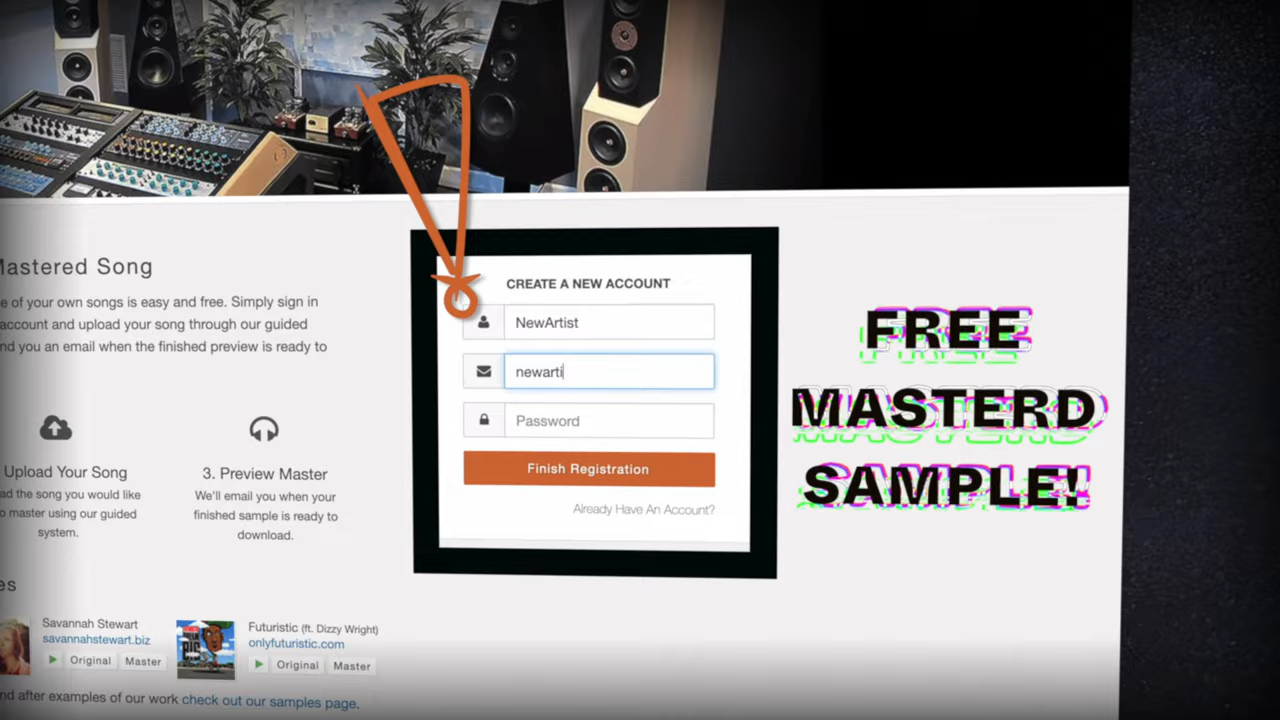 Mastered Song
e of your own songs is easy and free. Simply sign in
account and upload your song through our guided
nd you an email when the finished preview is ready to
Upload Your Song
ad the song you would like
o master using our guided
system.
3. Preview Master
We'll email you when your
finished sample is ready to
download.
es
Savannah Stewart
savannahstewart.biz
Original Master
Futuristic (ft. Dizzy Wright)
onlyfuturistic.com
Original Master
nd after examples of our work check out our samples page.
CREATE A NEW ACCOUNT
NewArtist
newarti
Password
Finish Registration
Already Have An Account?
FREE
MASTERD
SAMPLE!